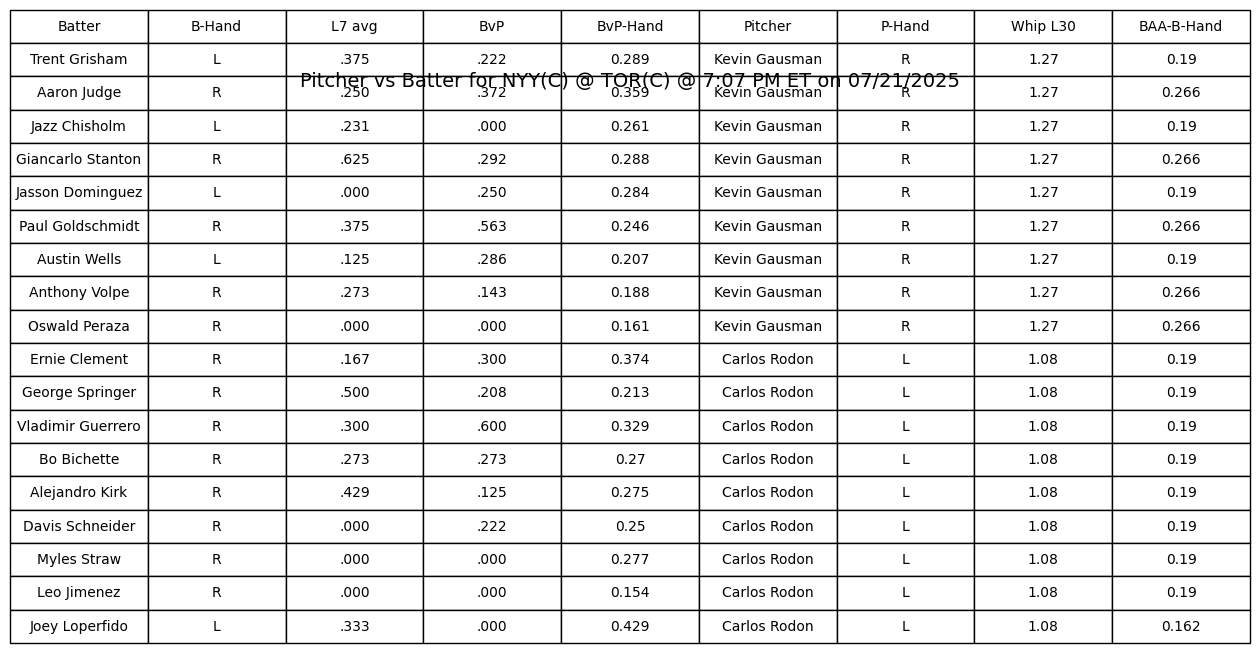 Batter B-Hand L7 avg BvP BvP-Hand Pitcher P-Hand Whip L30 BAA-B-Hand
Trent Grisham L .375 .222 0.289 Kevin Gausman R 1.27 0.19
Pitcher vs Batter for NYY(C) @ TOR(C) @ 7:07 PM ET on 07/21/2025
Aaron Judge R .250 .372 0.359 Kevin Gausman R 1.27 0.266
Jazz Chisholm L .231 .000 0.261 Kevin Gausman R 1.27 0.19
Giancarlo Stanton R .625 .292 0.288 Kevin Gausman R 1.27 0.266
Jasson Dominguez L .000 .250 0.284 Kevin Gausman R 1.27 0.19
Paul Goldschmidt R .375 .563 0.246 Kevin Gausman R 1.27 0.266
Austin Wells L .125 .286 0.207 Kevin Gausman R 1.27 0.19
Anthony Volpe R .273 .143 0.188 Kevin Gausman R 1.27 0.266
Oswald Peraza R .000 .000 0.161 Kevin Gausman R 1.27 0.266
Ernie Clement R .167 .300 0.374 Carlos Rodon L 1.08 0.19
George Springer R .500 .208 0.213 Carlos Rodon L 1.08 0.19
Vladimir Guerrero R .300 .600 0.329 Carlos Rodon L 1.08 0.19
Bo Bichette R .273 .273 0.27 Carlos Rodon L 1.08 0.19
Alejandro Kirk R .429 .125 0.275 Carlos Rodon L 1.08 0.19
Davis Schneider R .000 .222 0.25 Carlos Rodon L 1.08 0.19
Myles Straw R .000 .000 0.277 Carlos Rodon L 1.08 0.19
Leo Jimenez R .000 .000 0.154 Carlos Rodon L 1.08 0.19
Joey Loperfido L .333 .000 0.429 Carlos Rodon L 1.08 0.162